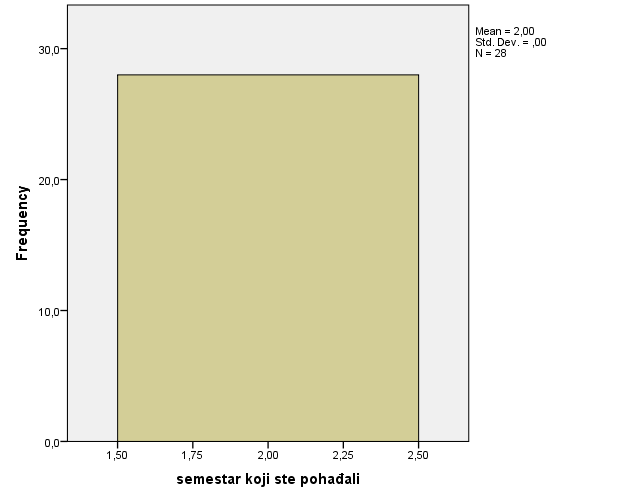 Mean = 2,00
Std. Dev. = ,00
N = 28
Frequency
30,0
20,0
10,0
0,0
1,50 1,75 2,00 2,25 2,50
semestar koji ste pohađali